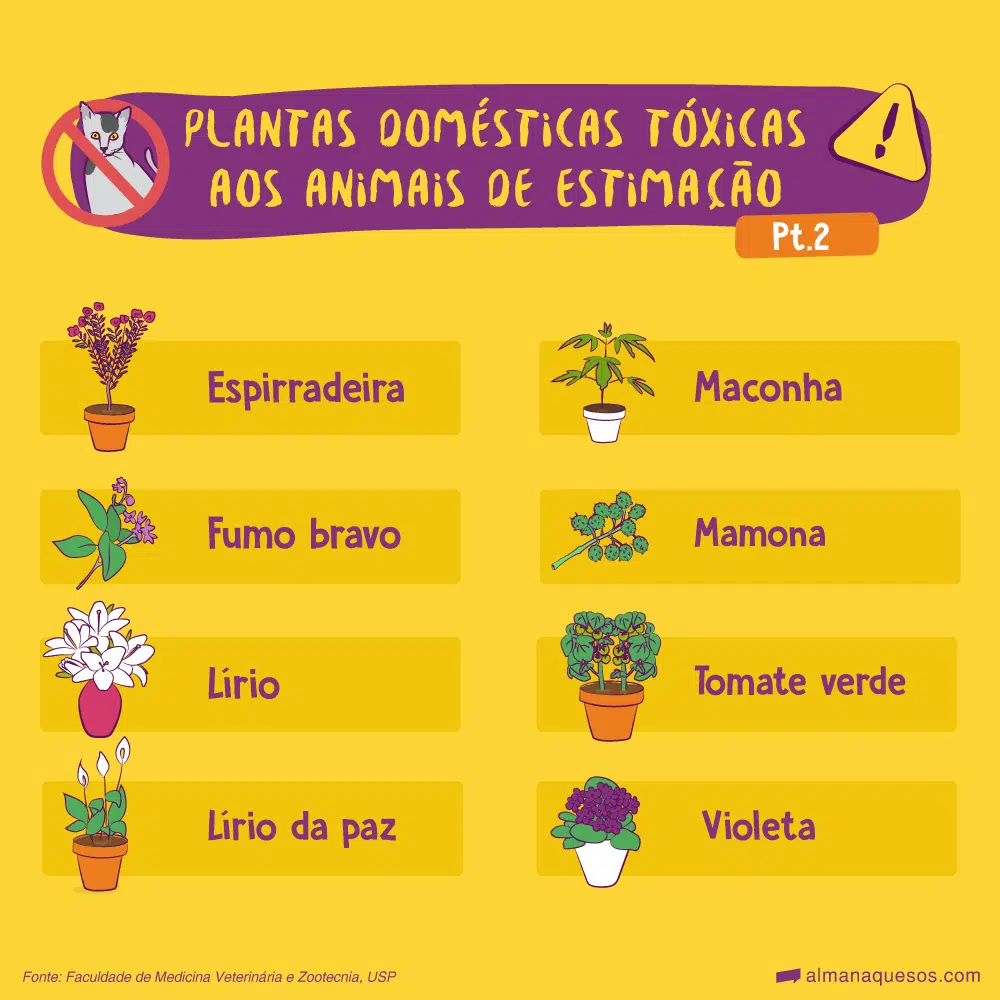 PLANTAS DOMÉSTICAS TÓXICAS
AOS ANIMAIS DE ESTIMAÇÃO
Pt.2
Espirradeira
Maconha
Fumo bravo
Mamona
Lírio
Tomate verde
Lírio da paz
Violeta
Fonte: Faculdade de Medicina Veterinária e Zootecnia, USP
almanaquesos.com